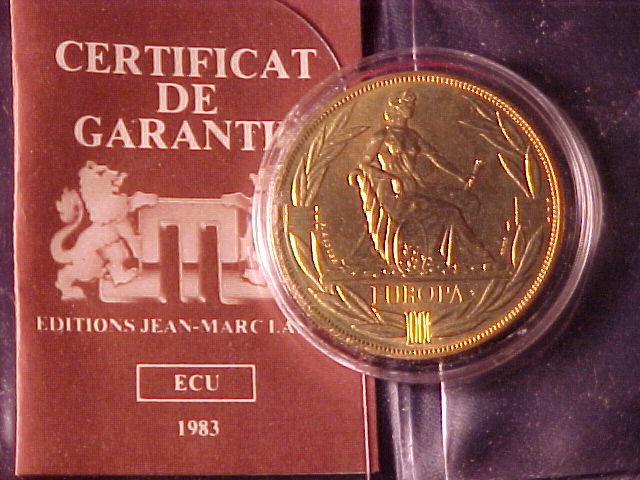 CERTIFICAT
DE
GARANTI
EDITIONS JEAN-MARC LA
ECU
1983
EUROPA